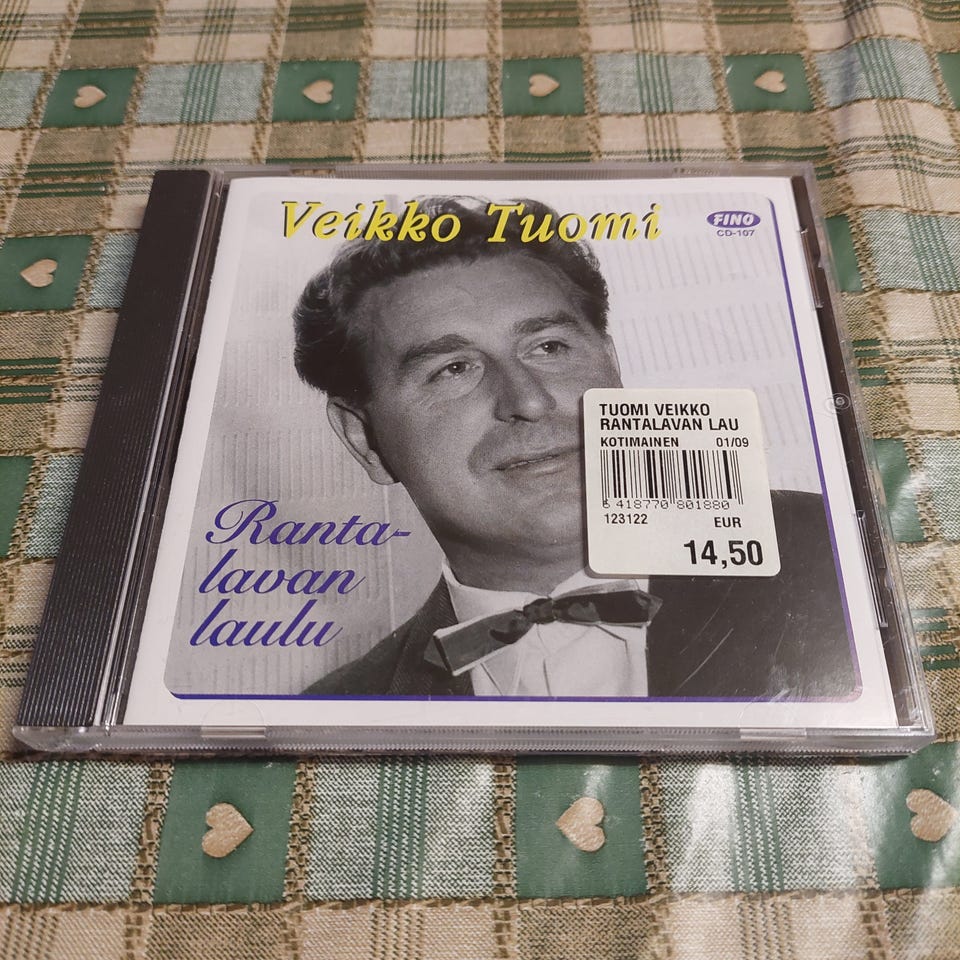 Veikko Tuomi
FINO
CD-107
TUOMI VEIKKO
RANTALAVAN LAU
KOTIMAINEN 01/09
6 418770 801880
123122 EUR
14,50
Ranta-
lavan
laulu